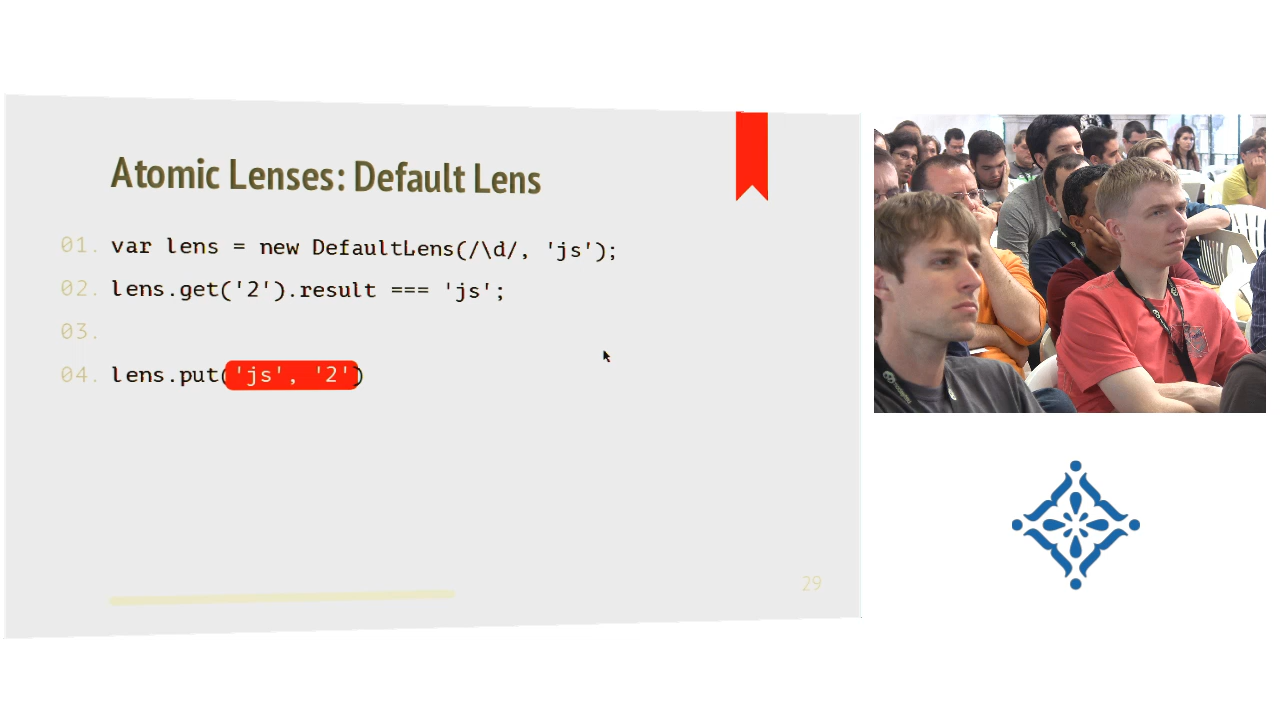 Atomic Lenses: Default Lens
01. var lens = new DefaultLens(/\d/, 'js');
02. lens.get('2').result === 'js';
03.
04. lens.put('js', '2')
29